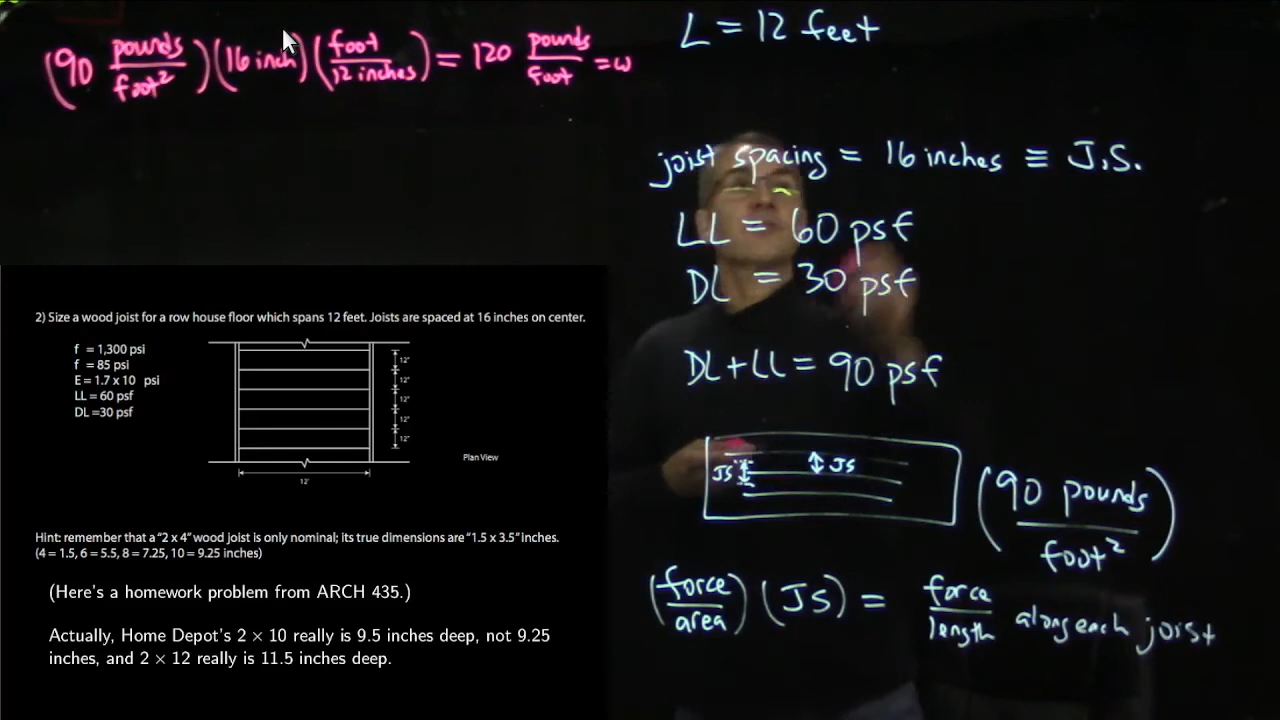 (90 pounds/foot²)(16 inch)(foot/12 inches) = 120 pounds/foot = ω
L = 12 feet
joist spacing = 16 inches ≡ J.S.
LL = 60 psf
DL = 30 psf
DL + LL = 90 psf
JS JS
(90 pounds/foot²)
(force/area)(JS) = force/length along each joist
2) Size a wood joist for a row house floor which spans 12 feet. Joists are spaced at 16 inches on center.
f = 1,300 psi
f = 85 psi
E = 1.7 x 10 psi
LL = 60 psf
DL =30 psf
12"
12"
12"
12"
12"
Plan View
12'
Hint: remember that a "2 x 4" wood joist is only nominal; its true dimensions are "1.5 x 3.5" inches.
(4 = 1.5, 6 = 5.5, 8 = 7.25, 10 = 9.25 inches)
(Here's a homework problem from ARCH 435.)
Actually, Home Depot's 2 × 10 really is 9.5 inches deep, not 9.25
inches, and 2 × 12 really is 11.5 inches deep.